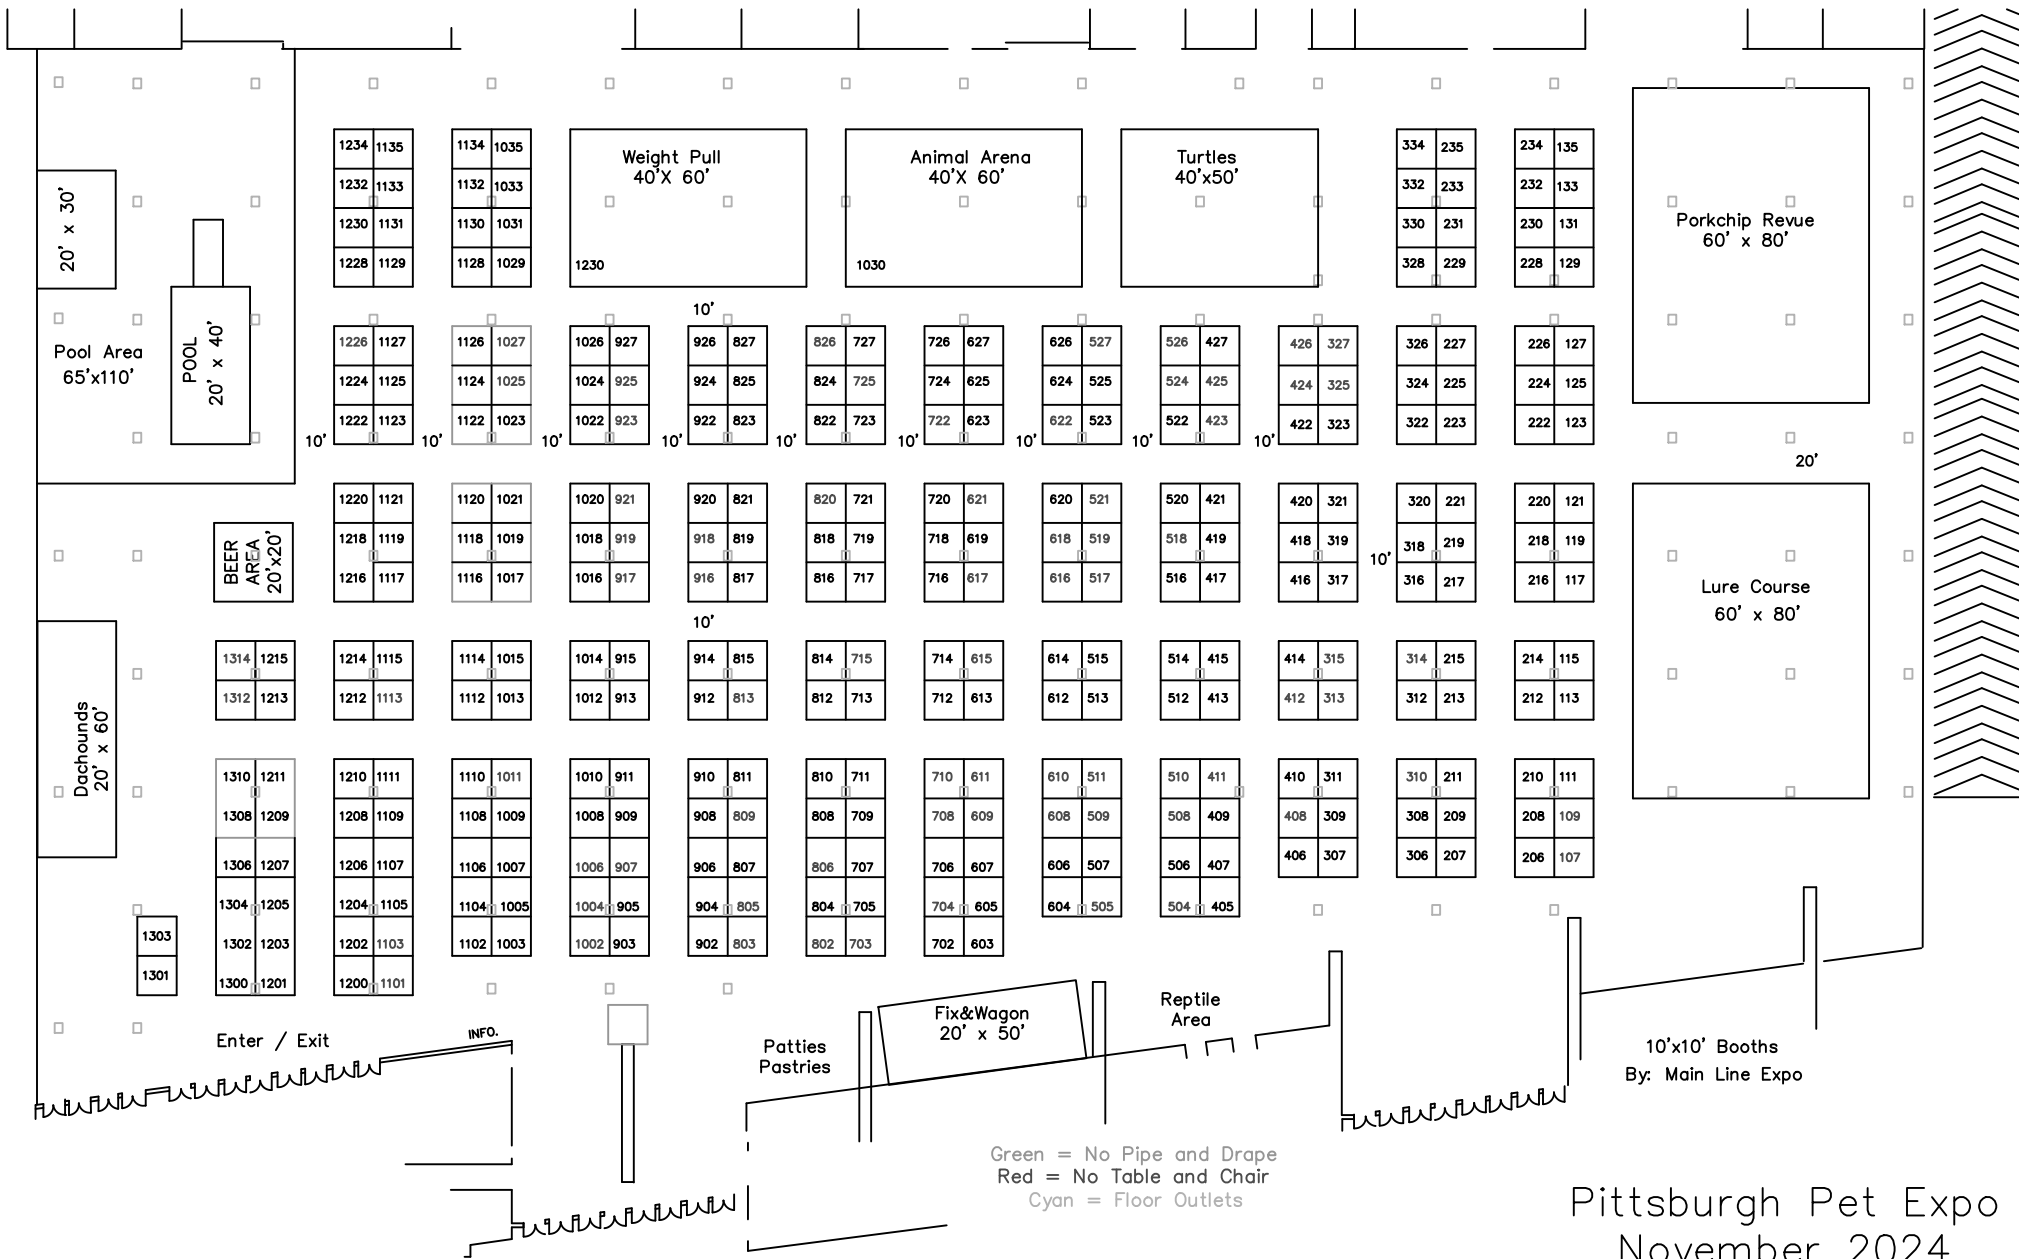 1234 1135 1134 1035
Weight Pull
40'X 60'
Animal Arena
40'X 60'
Turtles
40'x50'
334 235 234 135
1232 1133 1132 1033 332 233 232 133
20' x 30'
Porkchip Revue
60' x 80'
1230 1131 1130 1031 330 231 230 131
1228 1129 1128 1029 1230 1030 328 229 228 129
10'
Pool Area
65'x110'
POOL
20' x 40'
1226 1127 1126 1027 1026 927 926 827 826 727 726 627 626 527 526 427 426 327 326 227 226 127
1224 1125 1124 1025 1024 925 924 825 824 725 724 625 624 525 524 425 424 325 324 225 224 125
1222 1123 1122 1023 1022 923 922 823 822 723 722 623 622 523 522 423 422 323 322 223 222 123
10' 10' 10' 10' 10' 10' 10' 10' 10'
20'
1220 1121 1120 1021 1020 921 920 821 820 721 720 621 620 521 520 421 420 321 320 221 220 121
BEER
AREA
20'x20'
1218 1119 1118 1019 1018 919 918 819 818 719 718 619 618 519 518 419 418 319 318 219 218 119
10'
1216 1117 1116 1017 1016 917 916 817 816 717 716 617 616 517 516 417 416 317 316 217 216 117
Lure Course
60' x 80'
10'
1314 1215 1214 1115 1114 1015 1014 915 914 815 814 715 714 615 614 515 514 415 414 315 314 215 214 115
1312 1213 1212 1113 1112 1013 1012 913 912 813 812 713 712 613 612 513 512 413 412 313 312 213 212 113
Dachounds
20' x 60'
1310 1211 1210 1111 1110 1011 1010 911 910 811 810 711 710 611 610 511 510 411 410 311 310 211 210 111
1308 1209 1208 1109 1108 1009 1008 909 908 809 808 709 708 609 608 509 508 409 408 309 308 209 208 109
1306 1207 1206 1107 1106 1007 1006 907 906 807 806 707 706 607 606 507 506 407 406 307 306 207 206 107
1304 1205 1204 1105 1104 1005 1004 905 904 805 804 705 704 605 604 505 504 405
1303 1302 1203 1202 1103 1102 1003 1002 903 902 803 802 703 702 603
1301 1300 1201 1200 1101
Enter / Exit
INFO.
Patties
Pastries
Fix&Wagon
20' x 50'
Reptile
Area
10'x10' Booths
By: Main Line Expo
Green = No Pipe and Drape
Red = No Table and Chair
Cyan = Floor Outlets
Pittsburgh Pet Expo
November 2024